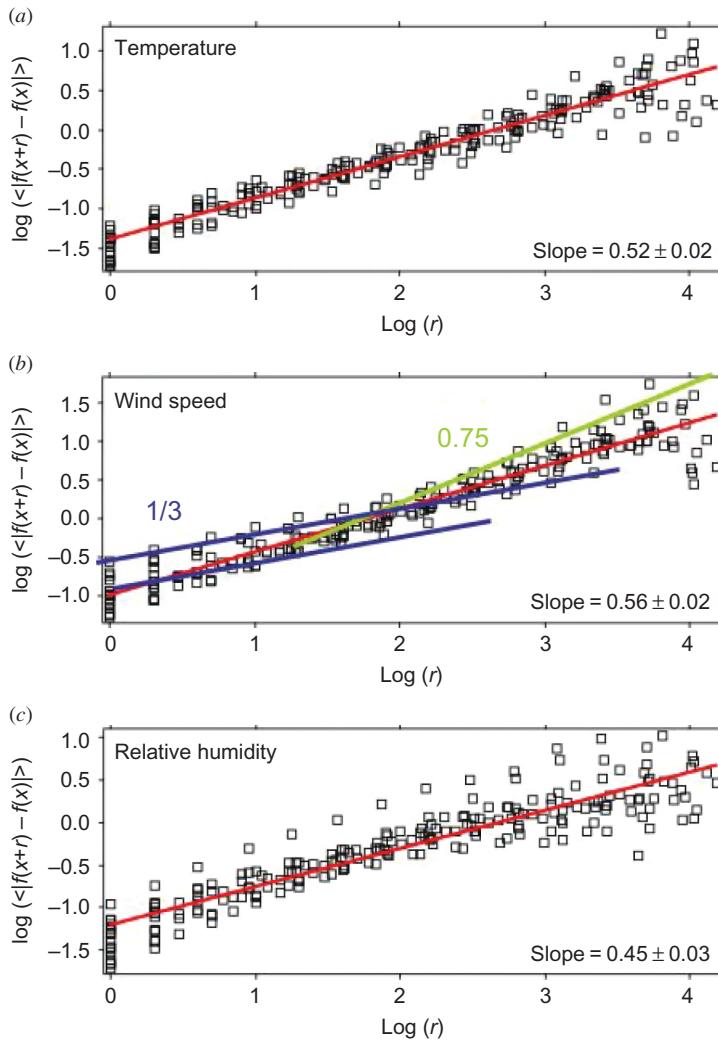 (a)
Temperature
log (<|f(x+r) − f(x)|>)
1.0
0.5
0.0
−0.5
−1.0
−1.5
Slope = 0.52 ± 0.02
0 1 2 3 4
Log (r)
(b)
Wind speed
log (<|f(x+r) − f(x)|>)
1.5
1.0
0.5
0.0
−0.5
−1.0
0.75
1/3
Slope = 0.56 ± 0.02
0 1 2 3 4
Log (r)
(c)
Relative humidity
log (<|f(x+r) − f(x)|>)
1.0
0.5
0.0
−0.5
−1.0
−1.5
Slope = 0.45 ± 0.03
0 1 2 3 4
Log (r)